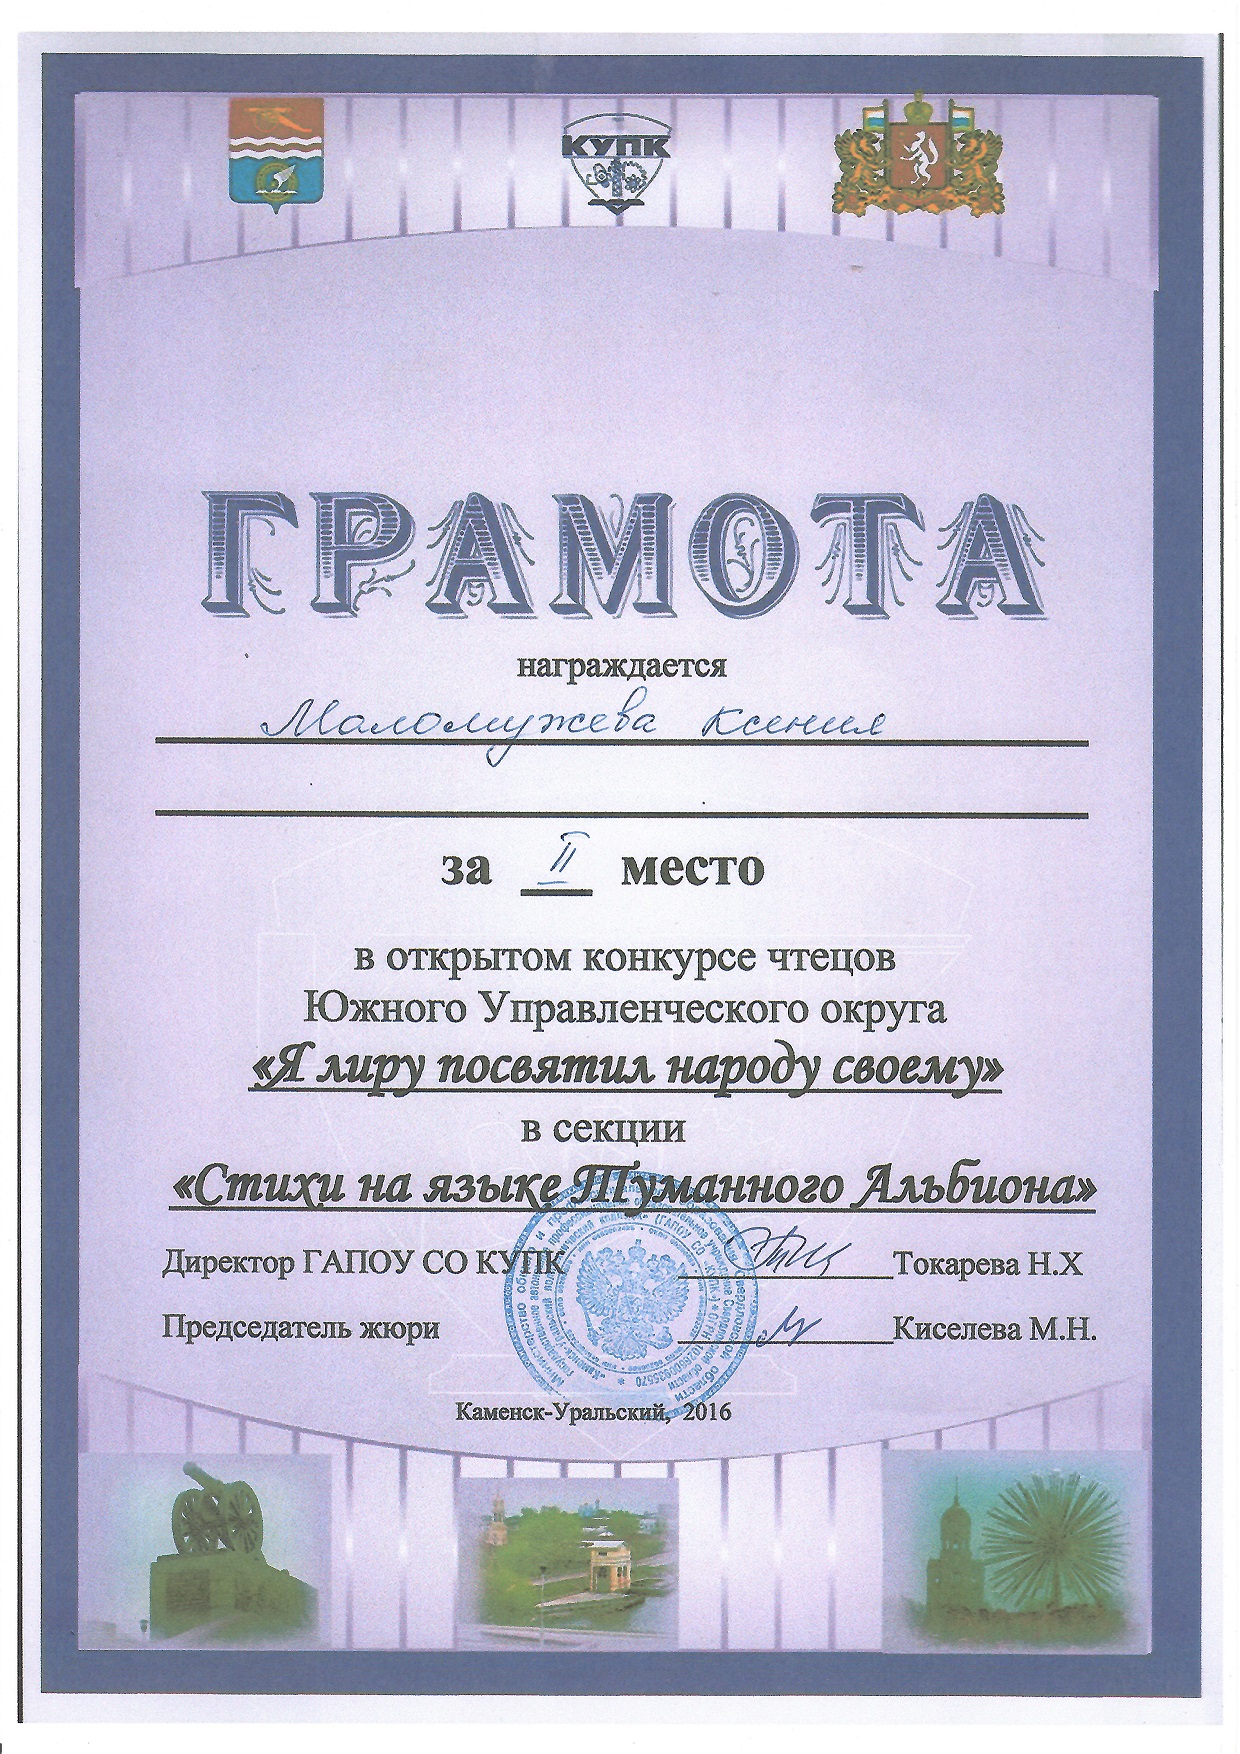 КУПК
ГРАМОТА
награждается
Маломужева Ксения
за II место
в открытом конкурсе чтецов
Южного Управленческого округа
«Я лиру посвятил народу своему»
в секции
«Стихи на языке Туманного Альбиона»
Директор ГАПОУ СО КУПК Токарева Н.Х
Председатель жюри Киселева М.Н.
Каменск-Уральский, 2016